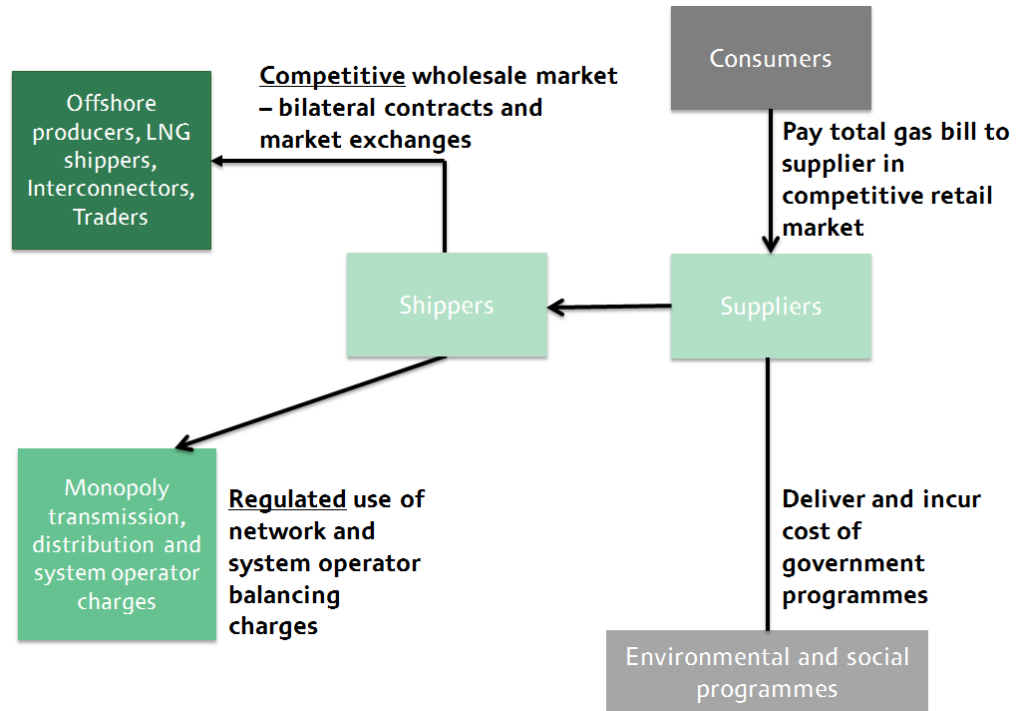 Consumers
Competitive wholesale market
– bilateral contracts and
market exchanges
Offshore
producers, LNG
shippers,
Interconnectors,
Traders
Pay total gas bill to
supplier in
competitive retail
market
Shippers
Suppliers
Monopoly
transmission,
distribution and
system operator
charges
Regulated use of
network and
system operator
balancing
charges
Deliver and incur
cost of
government
programmes
Environmental and social
programmes